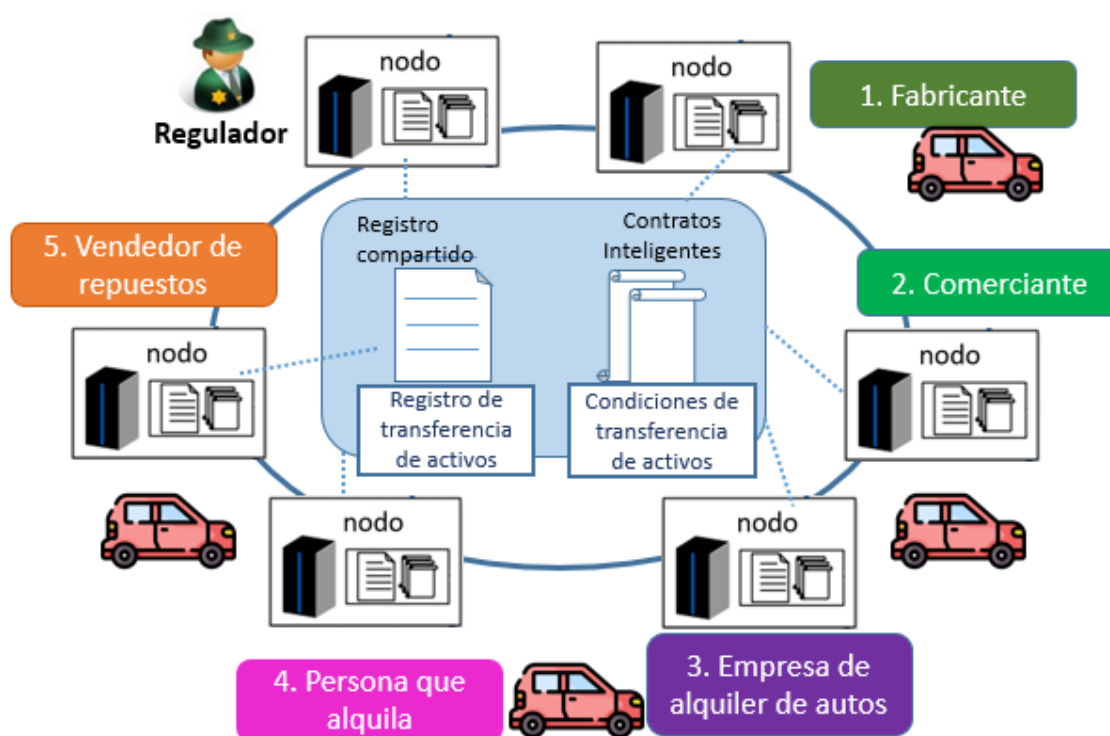 nodo
nodo
Regulador
1. Fabricante
Registro
compartido
Contratos
Inteligentes
5. Vendedor de
repuestos
2. Comerciante
nodo
nodo
Registro de
transferencia
de activos
Condiciones de
transferencia
de activos
nodo
nodo
4. Persona que
alquila
3. Empresa de
alquiler de autos